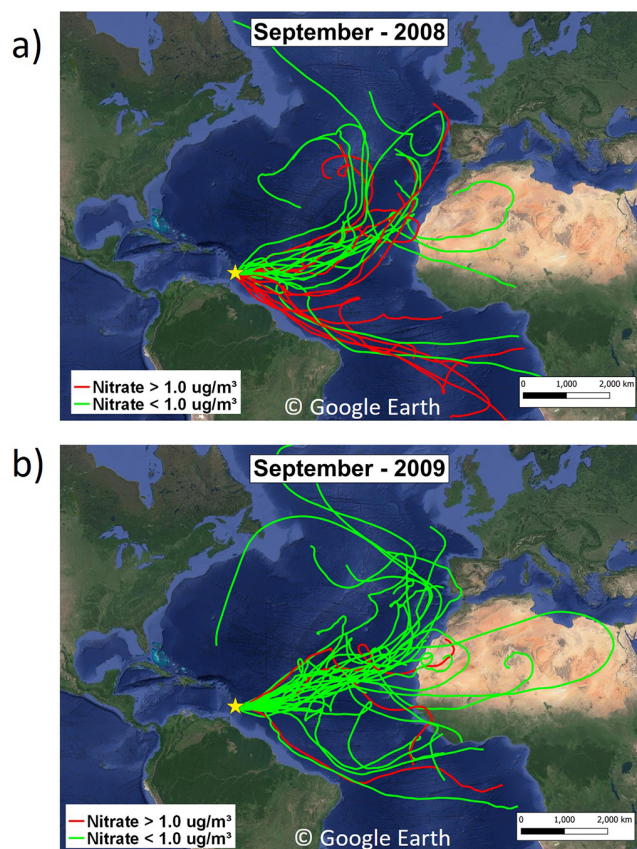 a)
September - 2008
Nitrate > 1.0 ug/m³
Nitrate < 1.0 ug/m³
© Google Earth
0 1,000 2,000 km
b)
September - 2009
Nitrate > 1.0 ug/m³
Nitrate < 1.0 ug/m³
© Google Earth
0 1,000 2,000 km